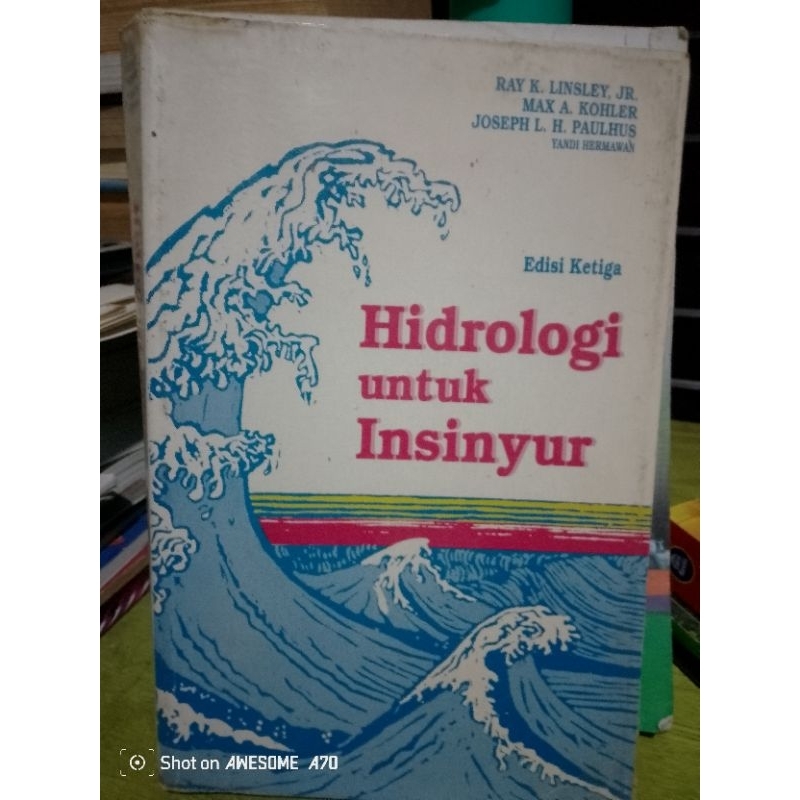 RAY K. LINSLEY, JR.
MAX A. KOHLER
JOSEPH L. H. PAULHUS
YANDI HERMAWAN
Edisi Ketiga
Hidrologi
untuk
Insinyur
Shot on AWESOME A70